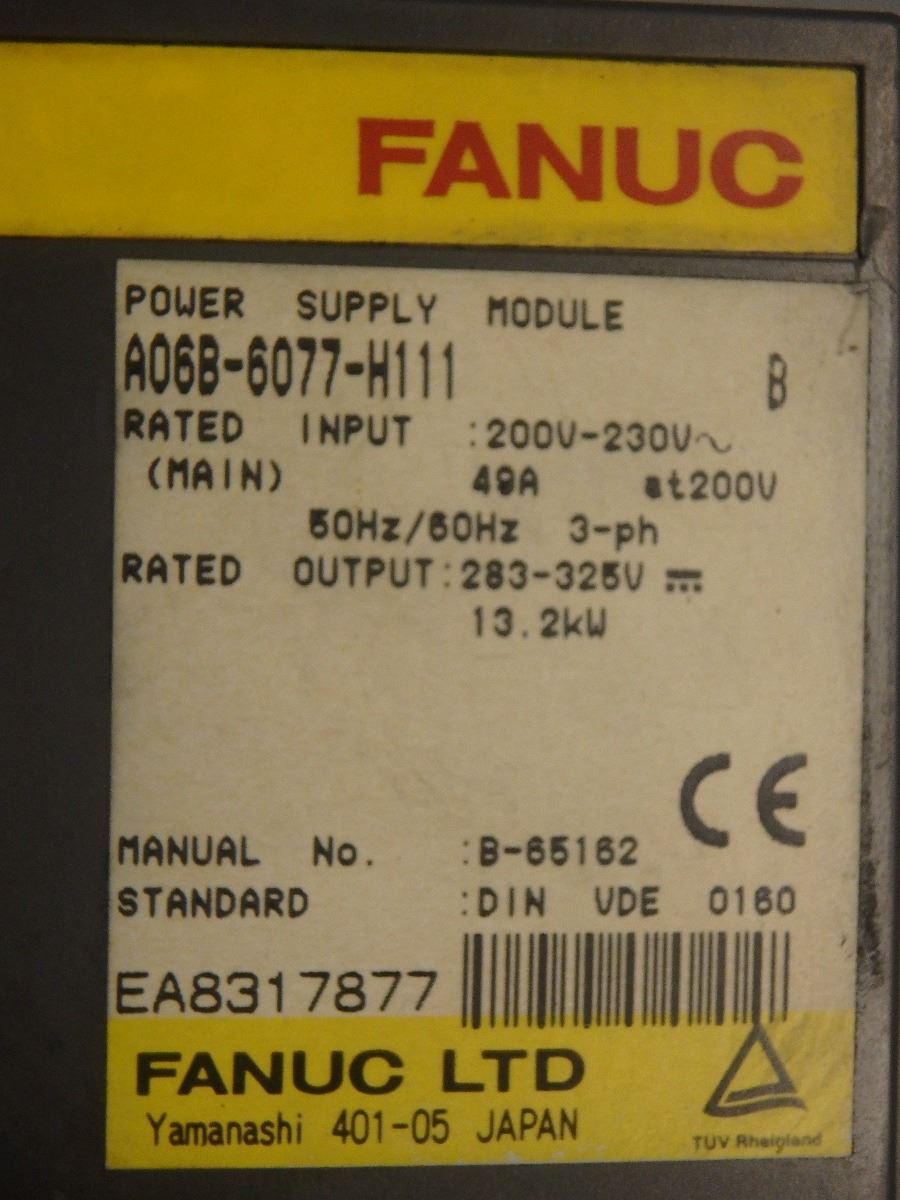 FANUC
POWER SUPPLY MODULE
A06B-6077-H111 B
RATED INPUT :200V-230V~
(MAIN) 49A at200V
50Hz/60Hz 3-ph
RATED OUTPUT:283-325V ⎓
13.2kW
CE
MANUAL No. :B-65162
STANDARD :DIN VDE 0160
EA8317877
FANUC LTD
Yamanashi 401-05 JAPAN
TUV Rheinland